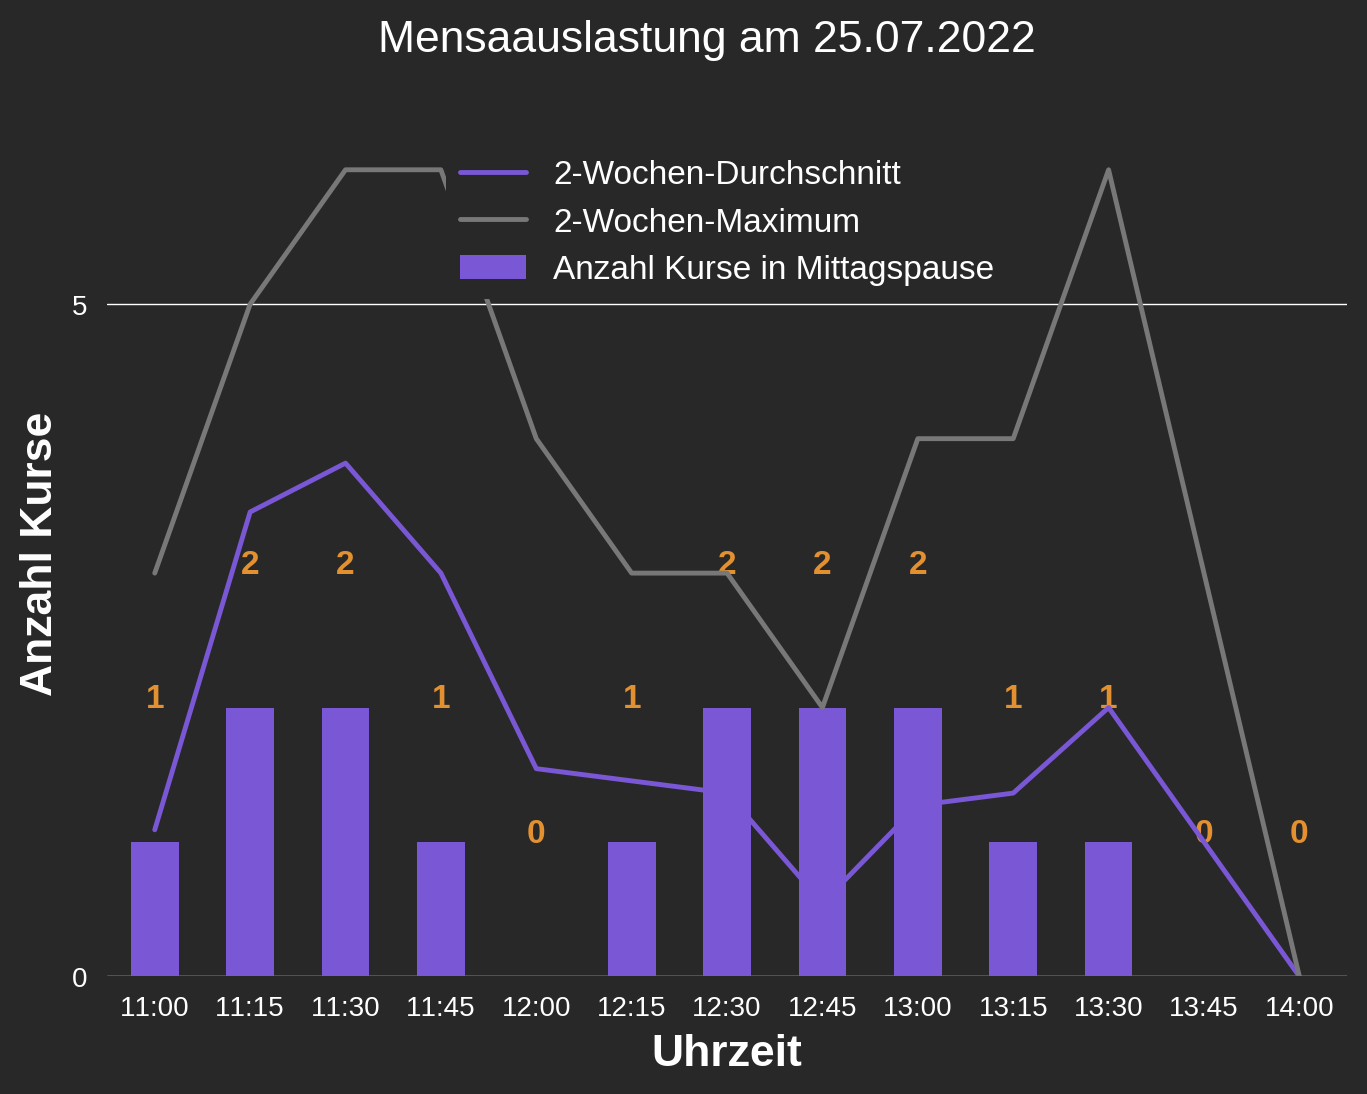 Mensaauslastung am 25.07.2022
2-Wochen-Durchschnitt
2-Wochen-Maximum
Anzahl Kurse in Mittagspause
5
0
Anzahl Kurse
1
2
2
1
0
1
2
2
2
1
1
0
0
11:00 11:15 11:30 11:45 12:00 12:15 12:30 12:45 13:00 13:15 13:30 13:45 14:00
Uhrzeit